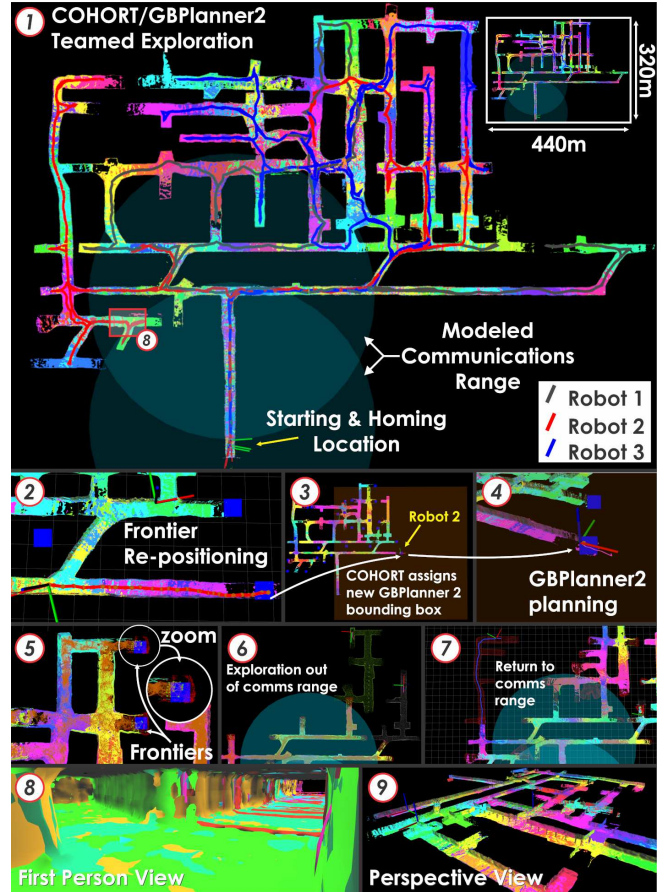 1
COHORT/GBPlanner2
Teamed Exploration
320m
440m
8
Modeled
Communications
Range
Starting & Homing
Location
Robot 1
Robot 2
Robot 3
2
Frontier
Re-positioning
3
Robot 2
COHORT assigns
new GBPlanner 2
bounding box
4
GBPlanner2
planning
5
zoom
Frontiers
6
Exploration out
of comms range
7
Return to
comms
range
8
First Person View
9
Perspective View